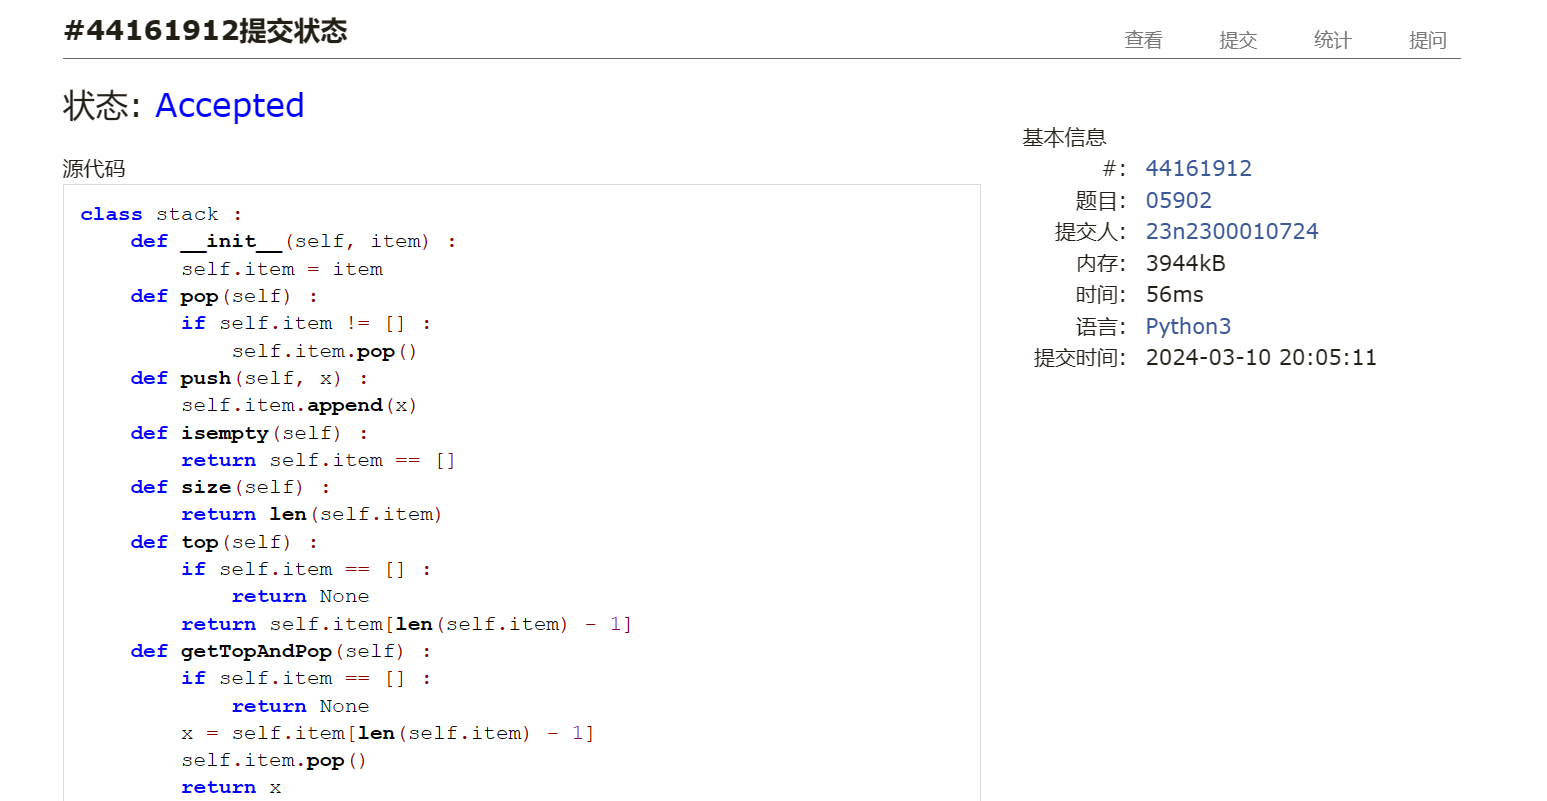 #44161912提交状态
查看 提交 统计 提问
状态: Accepted
源代码
class stack :
    def __init__(self, item) :
        self.item = item
    def pop(self) :
        if self.item != [] :
            self.item.pop()
    def push(self, x) :
        self.item.append(x)
    def isempty(self) :
        return self.item == []
    def size(self) :
        return len(self.item)
    def top(self) :
        if self.item == [] :
            return None
        return self.item[len(self.item) - 1]
    def getTopAndPop(self) :
        if self.item == [] :
            return None
        x = self.item[len(self.item) - 1]
        self.item.pop()
        return x
基本信息
#: 44161912
题目: 05902
提交人: 23n2300010724
内存: 3944kB
时间: 56ms
语言: Python3
提交时间: 2024-03-10 20:05:11